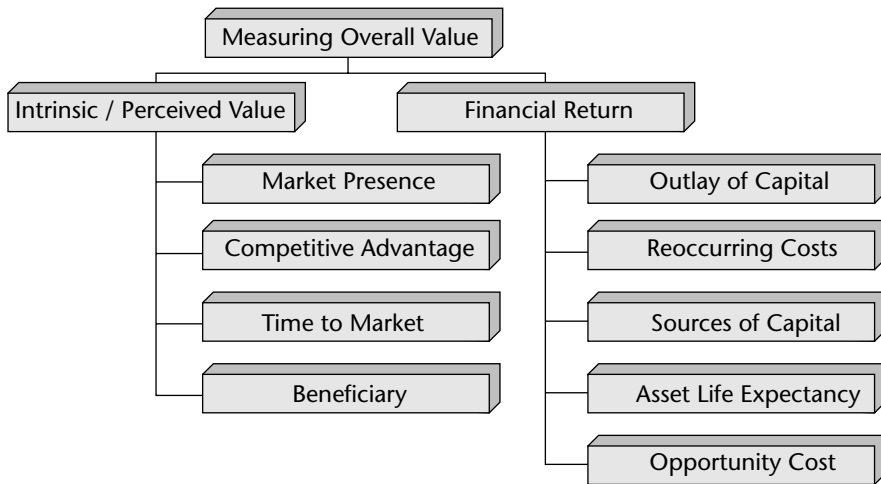 Measuring Overall Value
Intrinsic / Perceived Value
Financial Return
Market Presence
Outlay of Capital
Competitive Advantage
Reoccurring Costs
Time to Market
Sources of Capital
Beneficiary
Asset Life Expectancy
Opportunity Cost